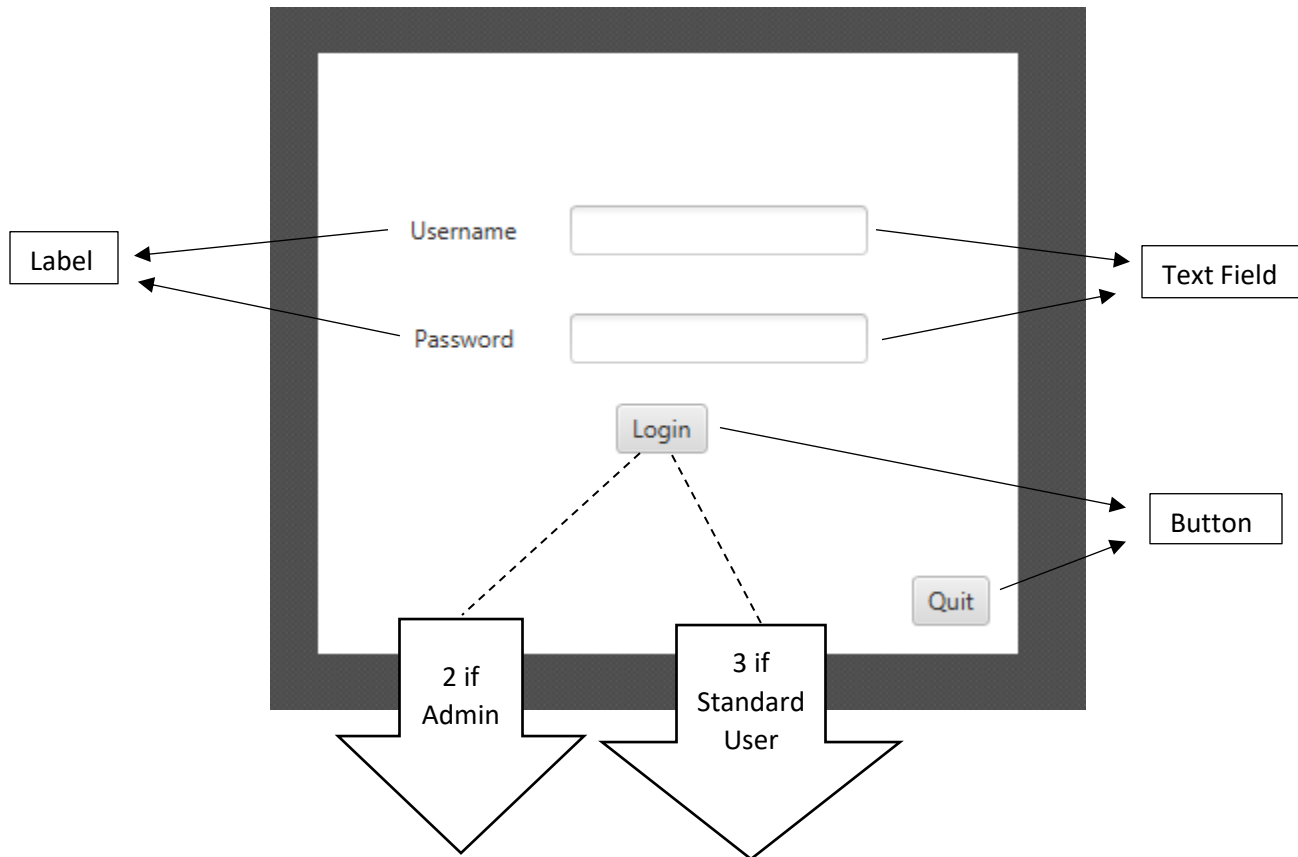 Username
Label
Text Field
Password
Login
Button
Quit
2 if
Admin
3 if
Standard
User